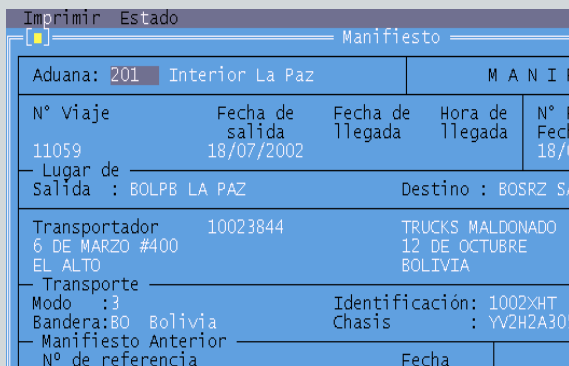 Imprimir Estado
Manifiesto
Aduana: 201 Interior La Paz M A N I
N° Viaje Fecha de salida Fecha de llegada Hora de llegada N°
11059 18/07/2002 18/
Lugar de
Salida : BOLPB LA PAZ Destino : BOSRZ
Transportador 10023844 TRUCKS MALDONADO
6 DE MARZO #400 12 DE OCTUBRE
EL ALTO BOLIVIA
Transporte
Modo :3 Identificación: 1002XHT
Bandera:BO Bolivia Chasis : YV2H2A30
Manifiesto Anterior
Nº de referencia Fecha